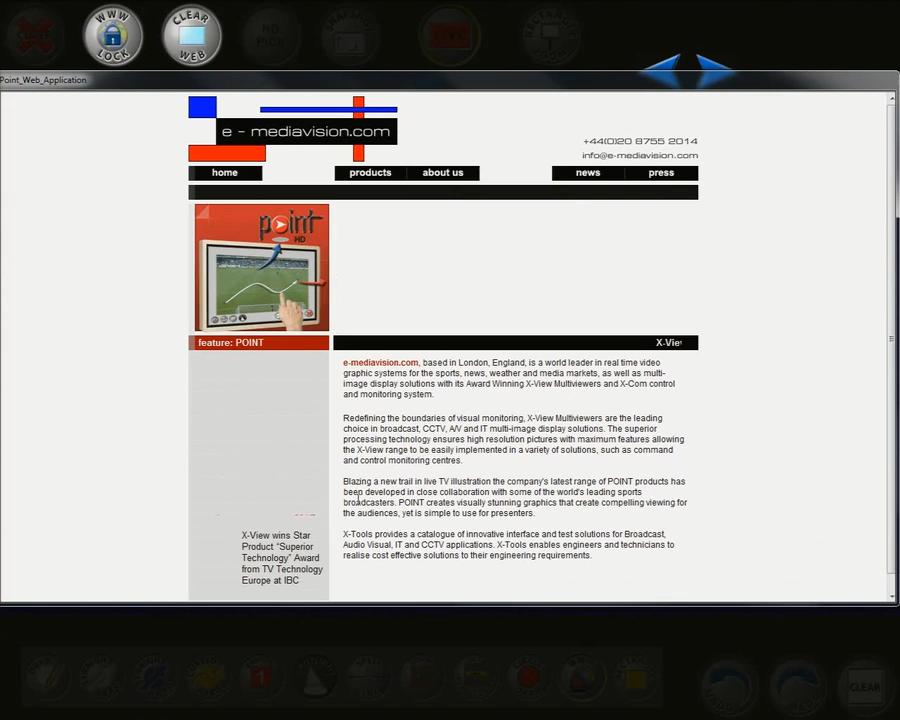 WWW
LOCK
CLEAR
WEB
HD
PICK
LIVE
Point_Web_Application
e - mediavision.com
+44(0)20 8755 2014
info@e-mediavision.com
home products about us news press
point
HD
feature: POINT
X-Vie
e-mediavision.com, based in London, England, is a world leader in real time video
graphic systems for the sports, news, weather and media markets, as well as multi-
image display solutions with its Award Winning X-View Multiviewers and X-Com control
and monitoring system.
Redefining the boundaries of visual monitoring, X-View Multiviewers are the leading
choice in broadcast, CCTV, A/V and IT multi-image display solutions. The superior
processing technology ensures high resolution pictures with maximum features allowing
the X-View range to be easily implemented in a variety of solutions, such as command
and control monitoring centres.
Blazing a new trail in live TV illustration the company's latest range of POINT products has
been developed in close collaboration with some of the world's leading sports
broadcasters. POINT creates visually stunning graphics that create compelling viewing for
the audiences, yet is simple to use for presenters.
X-Tools provides a catalogue of innovative interface and test solutions for Broadcast,
Audio Visual, IT and CCTV applications. X-Tools enables engineers and technicians to
realise cost effective solutions to their engineering requirements.
X-View wins Star
Product “Superior
Technology” Award
from TV Technology
Europe at IBC
CLEAR